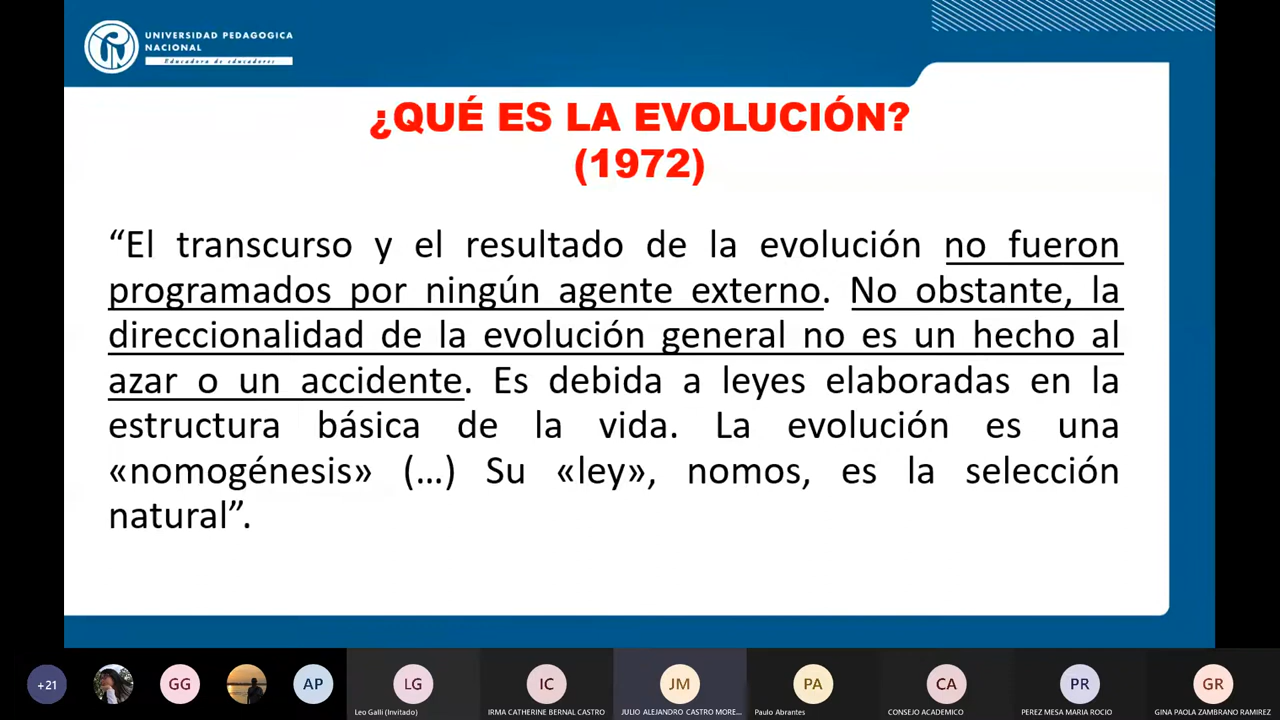 UNIVERSIDAD PEDAGOGICA
NACIONAL
Educadora de educadores
¿QUÉ ES LA EVOLUCIÓN?
(1972)
“El transcurso y el resultado de la evolución no fueron
programados por ningún agente externo. No obstante, la
direccionalidad de la evolución general no es un hecho al
azar o un accidente. Es debida a leyes elaboradas en la
estructura básica de la vida. La evolución es una
«nomogénesis» (...) Su «ley», nomos, es la selección
natural”.
+21
GG
AP
LG
Leo Galli (Invitado)
IC
IRMA CATHERINE BERNAL CASTRO
JM
JULIO ALEJANDRO CASTRO MORE...
PA
Paulo Abrantes
CA
CONSEJO ACADEMICO
PR
PEREZ MESA MARIA ROCIO
GR
GINA PAOLA ZAMBRANO RAMIREZ